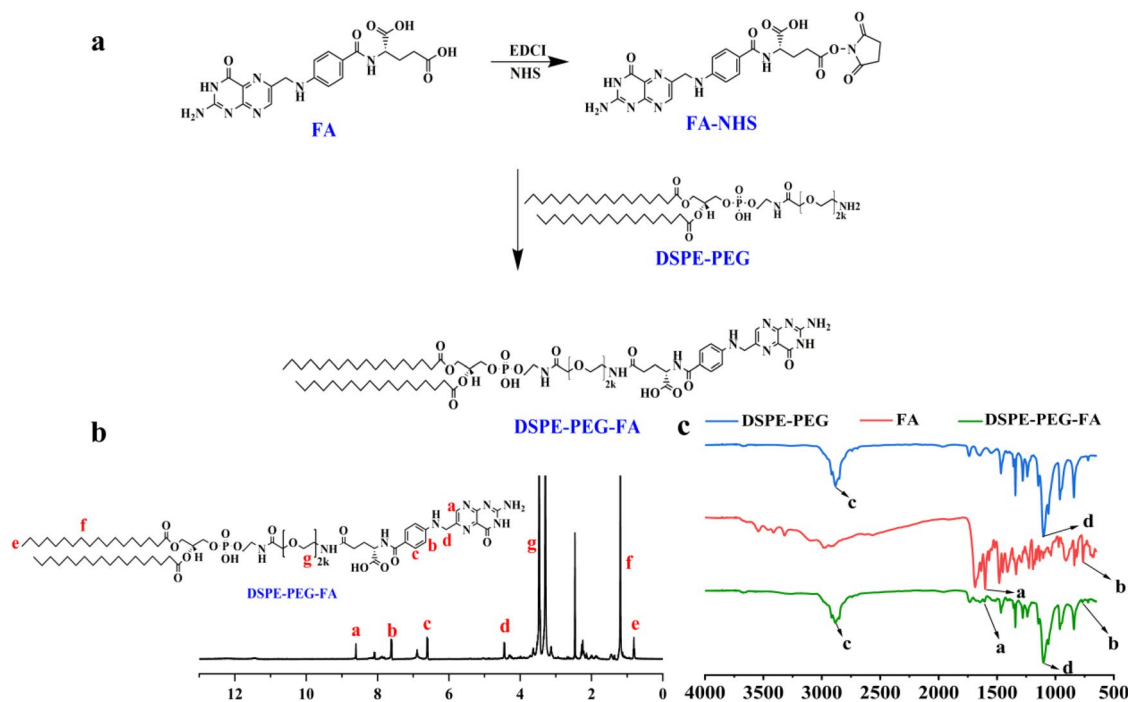 a
EDCI
NHS
FA
FA-NHS
DSPE-PEG
DSPE-PEG-FA
b
DSPE-PEG-FA
a
b
c
d
e
f
g
12
10
8
6
4
2
0
c
DSPE-PEG
FA
DSPE-PEG-FA
c
d
a
b
c
a
b
d
4000
3500
3000
2500
2000
1500
1000
500